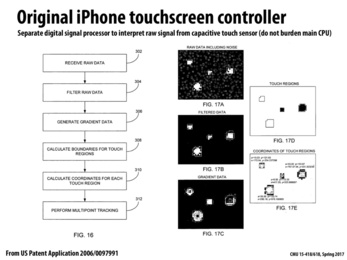 Original iPhone touchscreen controller
Separate digital signal processor to interpret raw signal from capacitive touch sensor (do not burden main CPU)
302
RECEIVE RAW DATA
304
FILTER RAW DATA
306
GENERATE GRADIENT DATA
308
CALCULATE BOUNDARIES FOR TOUCH
REGIONS
310
CALCULATE COORDINATES FOR EACH
TOUCH REGION
312
PERFORM MULTIPOINT TRACKING
FIG. 16
RAW DATA INCLUDING NOISE
FIG. 17A
FILTERED DATA
FIG. 17B
GRADIENT DATA
FIG. 17C
TOUCH REGIONS
FIG. 17D
COORDINATES OF TOUCH REGIONS
FIG. 17E
From US Patent Application 2006/0097991
CMU 15-418/618, Spring 2017